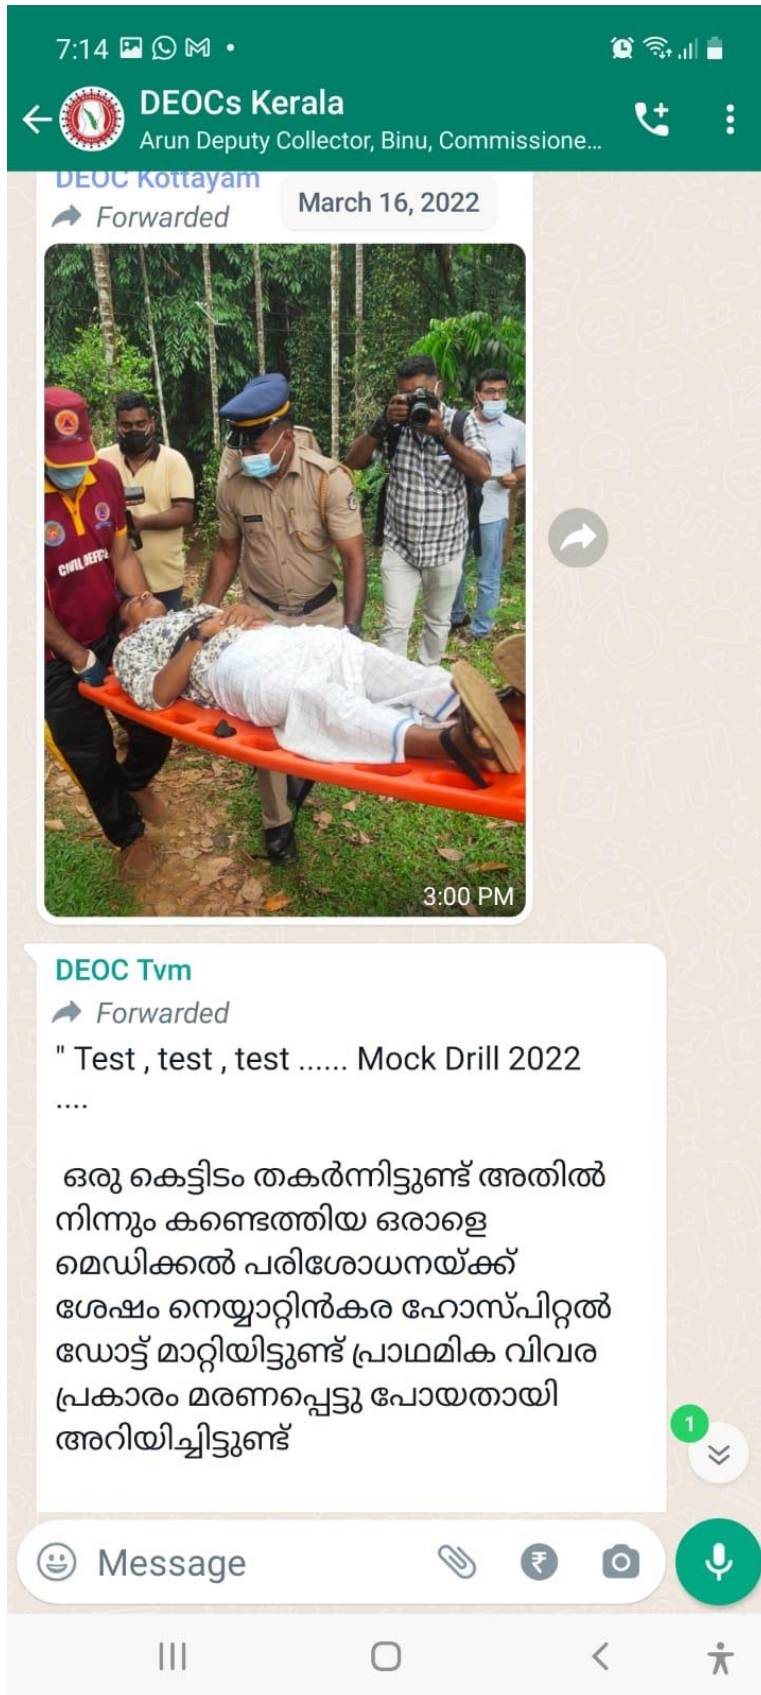 7:14
DEOCs Kerala
Arun Deputy Collector, Binu, Commissione...
DEOC Kottayam
Forwarded
March 16, 2022
CIVIL DEFENCE
3:00 PM
DEOC Tvm
Forwarded
" Test , test , test ...... Mock Drill 2022
....
ഒരു കെട്ടിടം തകർന്നിട്ടുണ്ട് അതിൽ
നിന്നും കണ്ടെത്തിയ ഒരാളെ
മെഡിക്കൽ പരിശോധനയ്ക്ക്
ശേഷം നെയ്യാറ്റിൻകര ഹോസ്പിറ്റൽ
ഡോട്ട് മാറ്റിയിട്ടുണ്ട് പ്രാഥമിക വിവര
പ്രകാരം മരണപ്പെട്ടു പോയതായി
അറിയിച്ചിട്ടുണ്ട്
1
Message